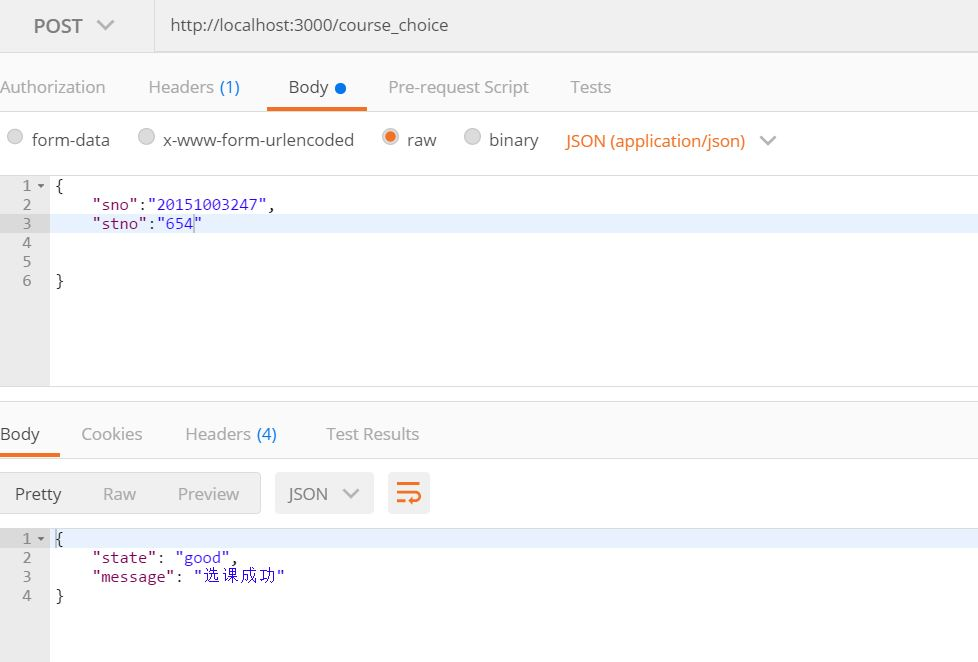 POST http://localhost:3000/course_choice
Authorization Headers (1) Body Pre-request Script Tests
form-data x-www-form-urlencoded raw binary JSON (application/json)
1 {
2 "sno":"20151003247",
3 "stno":"654"
4
5
6 }
Body Cookies Headers (4) Test Results
Pretty Raw Preview JSON
1 {
2 "state": "good",
3 "message": "选课成功"
4 }